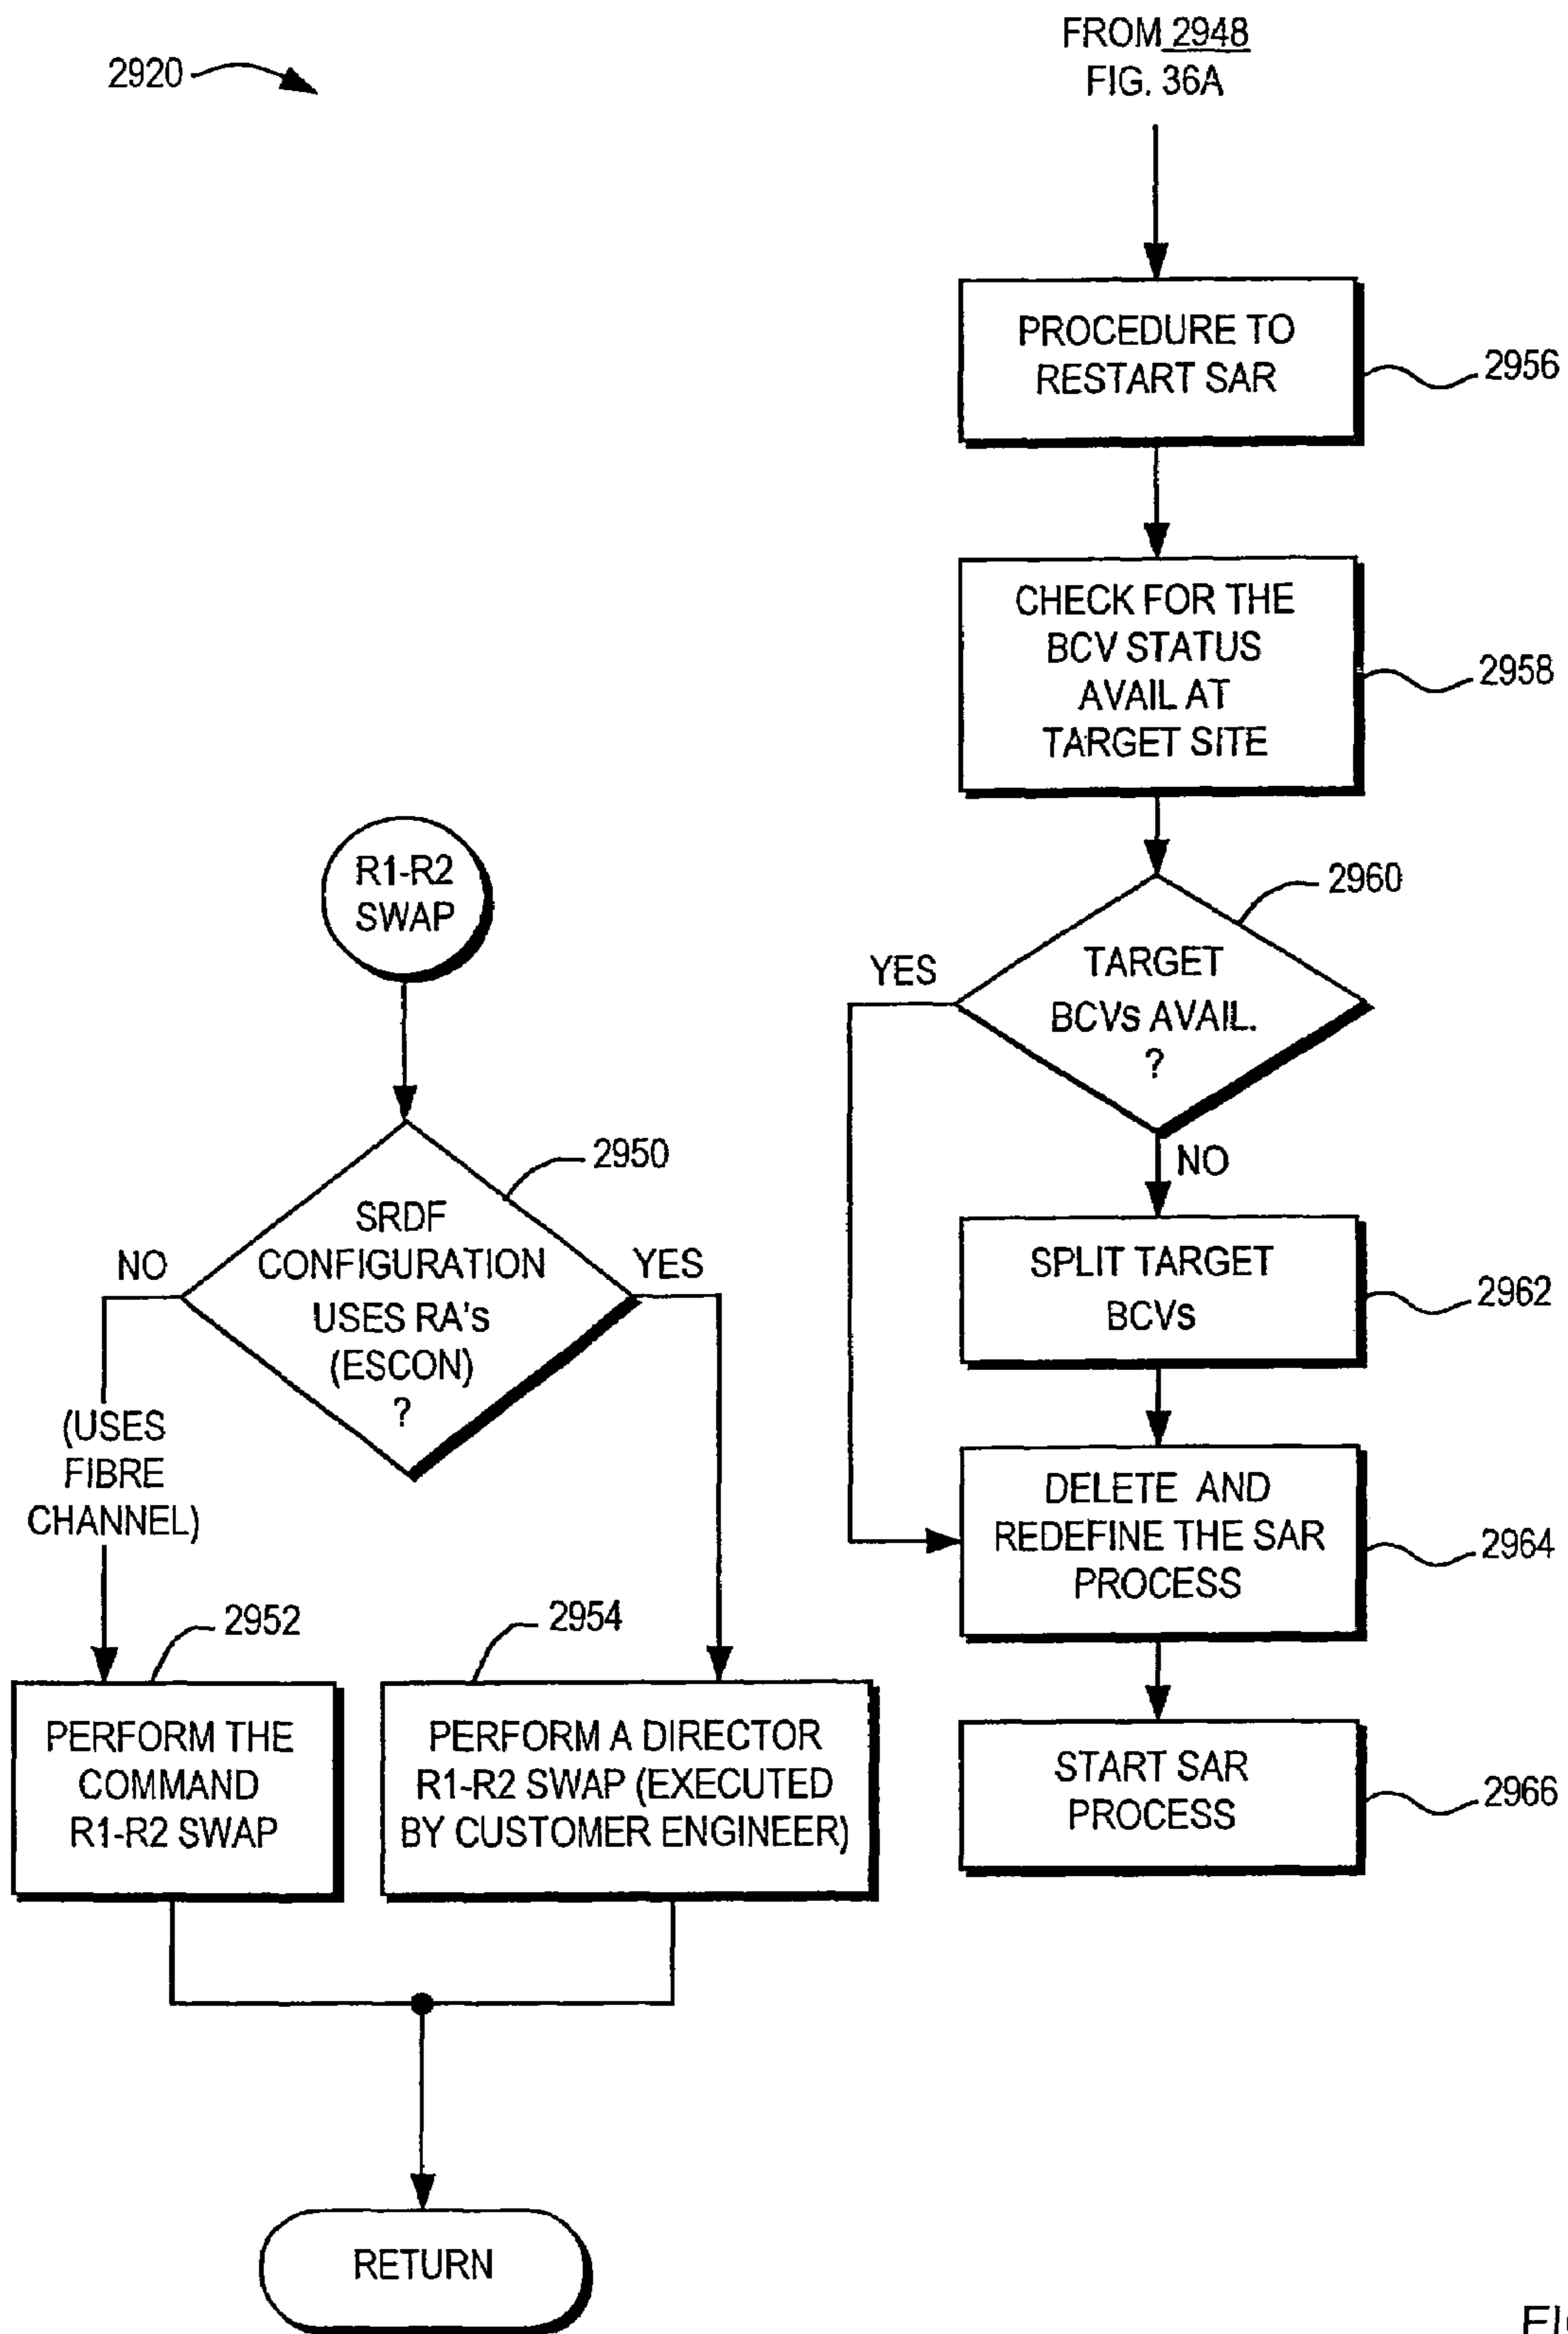 2920
FROM 2948
FIG. 36A
PROCEDURE TO
RESTART SAR
2956
CHECK FOR THE
BCV STATUS
AVAIL AT
TARGET SITE
2958
2960
TARGET
BCVs AVAIL.
?
YES
NO
SPLIT TARGET
BCVs
2962
DELETE AND
REDEFINE THE SAR
PROCESS
2964
START SAR
PROCESS
2966
R1-R2
SWAP
2950
SRDF
CONFIGURATION
USES RA's
(ESCON)
?
NO
YES
(USES
FIBRE
CHANNEL)
2952
PERFORM THE
COMMAND
R1-R2 SWAP
2954
PERFORM A DIRECTOR
R1-R2 SWAP (EXECUTED
BY CUSTOMER ENGINEER)
RETURN